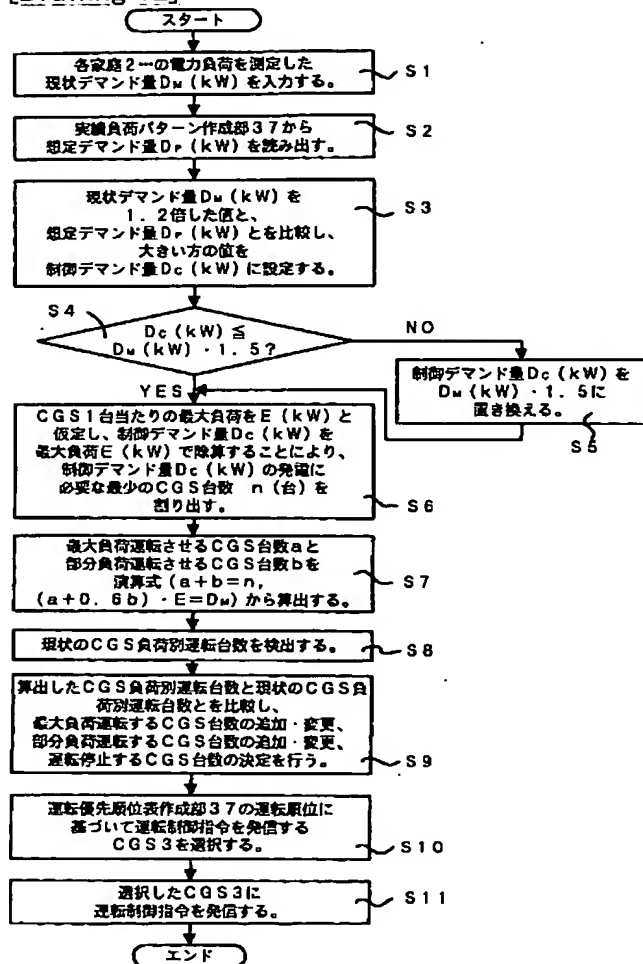 スタート
各家庭2…の電力負荷を測定した
現状デマンド量DM(kW)を入力する。
S1
実績負荷パターン作成部37から
想定デマンド量DP(kW)を読み出す。
S2
現状デマンド量DM(kW)を
1.2倍した値と、
想定デマンド量DP(kW)とを比較し、
大きい方の値を
制御デマンド量DC(kW)に設定する。
S3
S4
DC(kW)≦
DM(kW)・1.5?
NO
YES
制御デマンド量DC(kW)を
DM(kW)・1.5に
置き換える。
S5
CGS1台当たりの最大負荷をE(kW)と
仮定し、制御デマンド量DC(kW)を
最大負荷E(kW)で除算することにより、
制御デマンド量DC(kW)の発電に
必要な最少のCGS台数 n(台)を
割り出す。
S6
最大負荷運転させるCGS台数aと
部分負荷運転させるCGS台数bを
演算式(a+b=n,
(a+0.6b)・E=DM)から算出する。
S7
現状のCGS負荷別運転台数を検出する。
S8
算出したCGS負荷別運転台数と現状のCGS負
荷別運転台数とを比較し、
最大負荷運転するCGS台数の追加・変更、
部分負荷運転するCGS台数の追加・変更、
運転停止するCGS台数の決定を行う。
S9
運転優先順位表作成部37の運転順位に
基づいて運転制御指令を発信する
CGS3を選択する。
S10
選択したCGS3に
運転制御指令を発信する。
S11
エンド